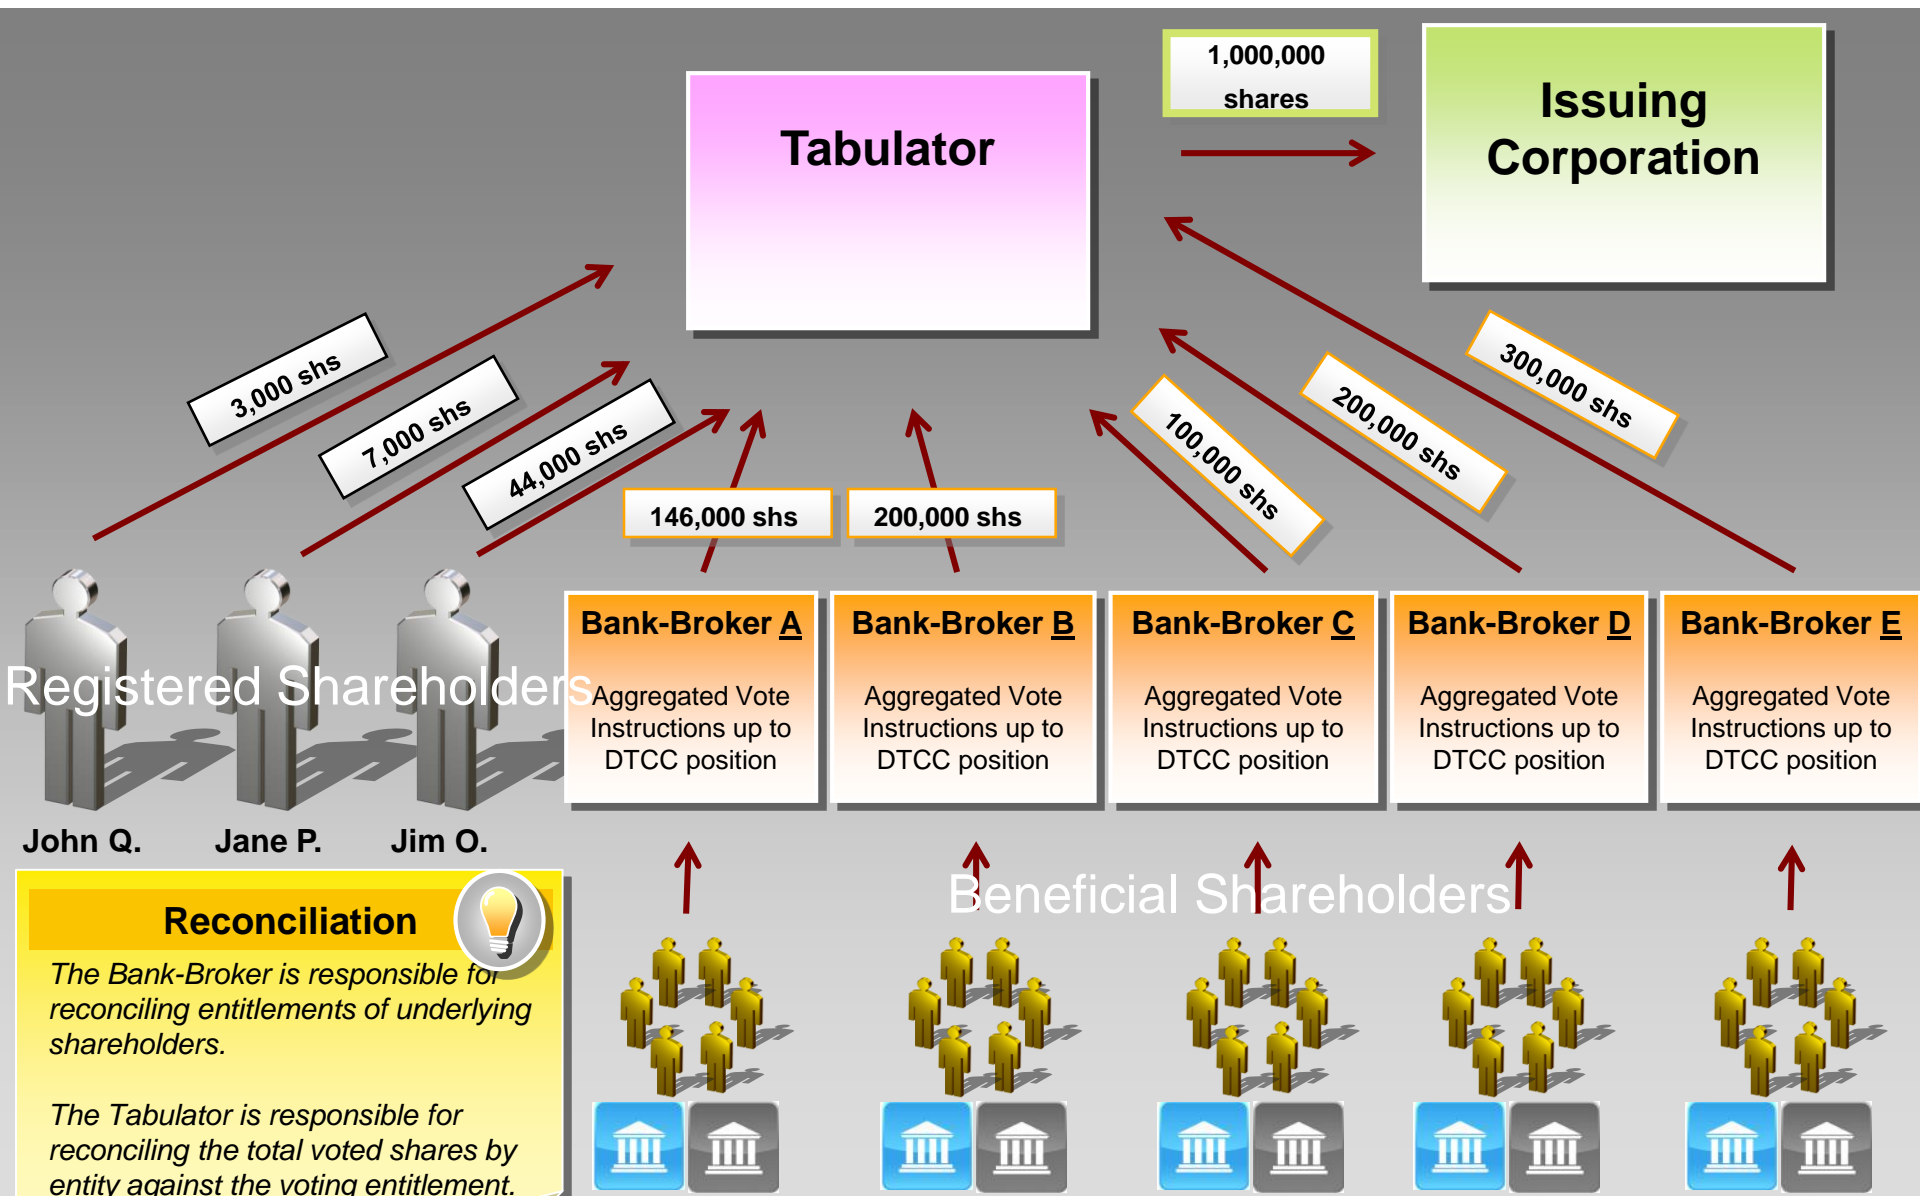 1,000,000
shares
Tabulator
Issuing
Corporation
3,000 shs
7,000 shs
44,000 shs
146,000 shs
200,000 shs
100,000 shs
200,000 shs
300,000 shs
Registered Shareholders
John Q.
Jane P.
Jim O.
Bank-Broker A
Aggregated Vote
Instructions up to
DTCC position
Bank-Broker B
Aggregated Vote
Instructions up to
DTCC position
Bank-Broker C
Aggregated Vote
Instructions up to
DTCC position
Bank-Broker D
Aggregated Vote
Instructions up to
DTCC position
Bank-Broker E
Aggregated Vote
Instructions up to
DTCC position
Beneficial Shareholders
Reconciliation
The Bank-Broker is responsible for
reconciling entitlements of underlying
shareholders.
The Tabulator is responsible for
reconciling the total voted shares by
entity against the voting entitlement.